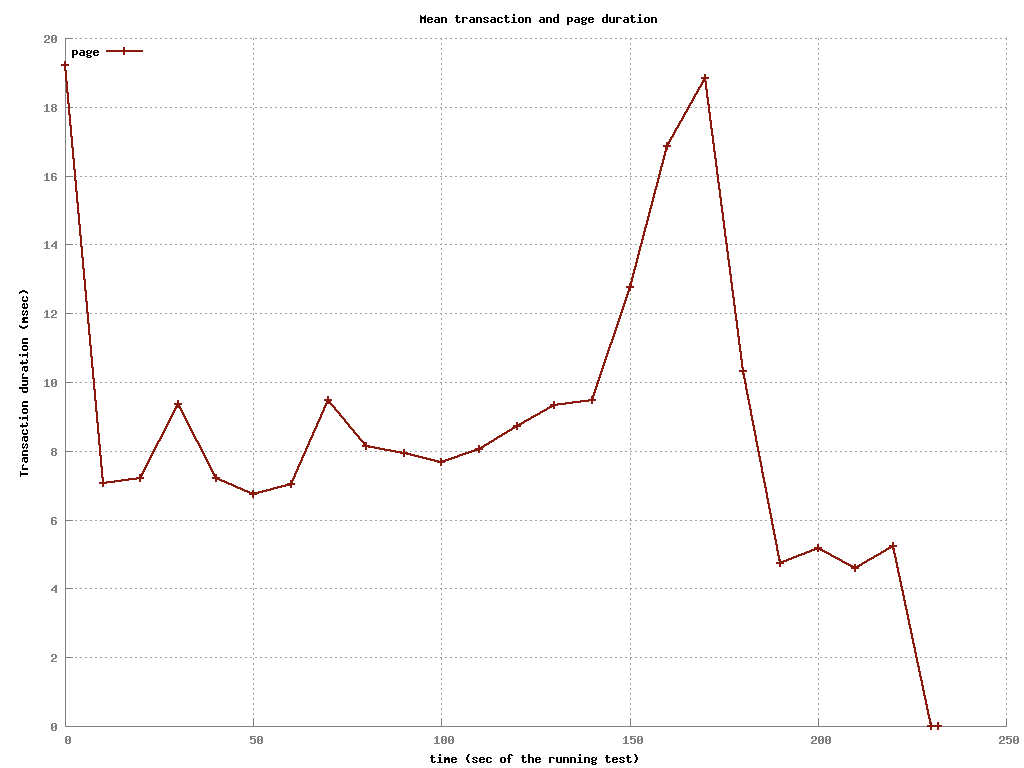 Mean transaction and page duration
page
20
18
16
14
12
10
8
6
4
2
0
Transaction duration (msec)
0 50 100 150 200 250
time (sec of the running test)